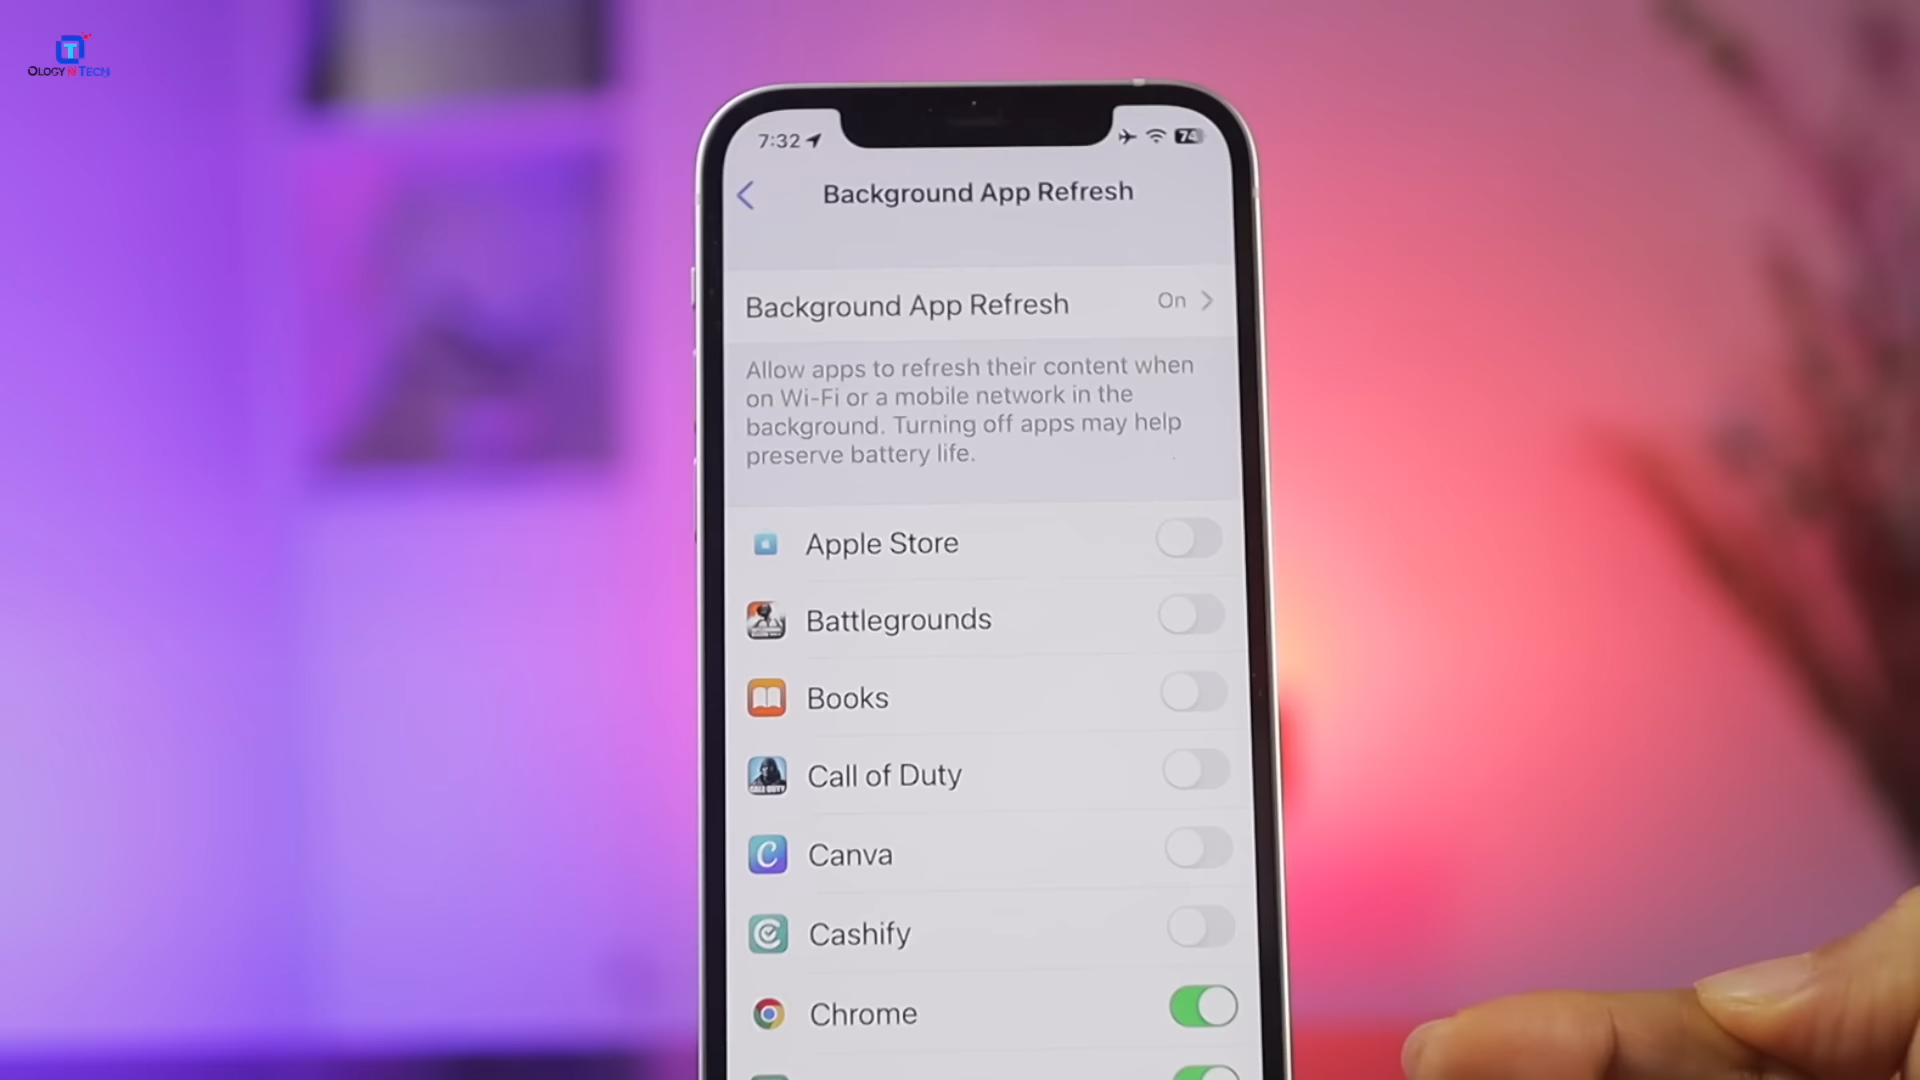 T
OLOGY N TECH
7:32
74
Background App Refresh
Background App Refresh On
Allow apps to refresh their content when
on Wi-Fi or a mobile network in the
background. Turning off apps may help
preserve battery life.
Apple Store
Battlegrounds
Books
Call of Duty
CALL DUTY
C Canva
Cashify
Chrome